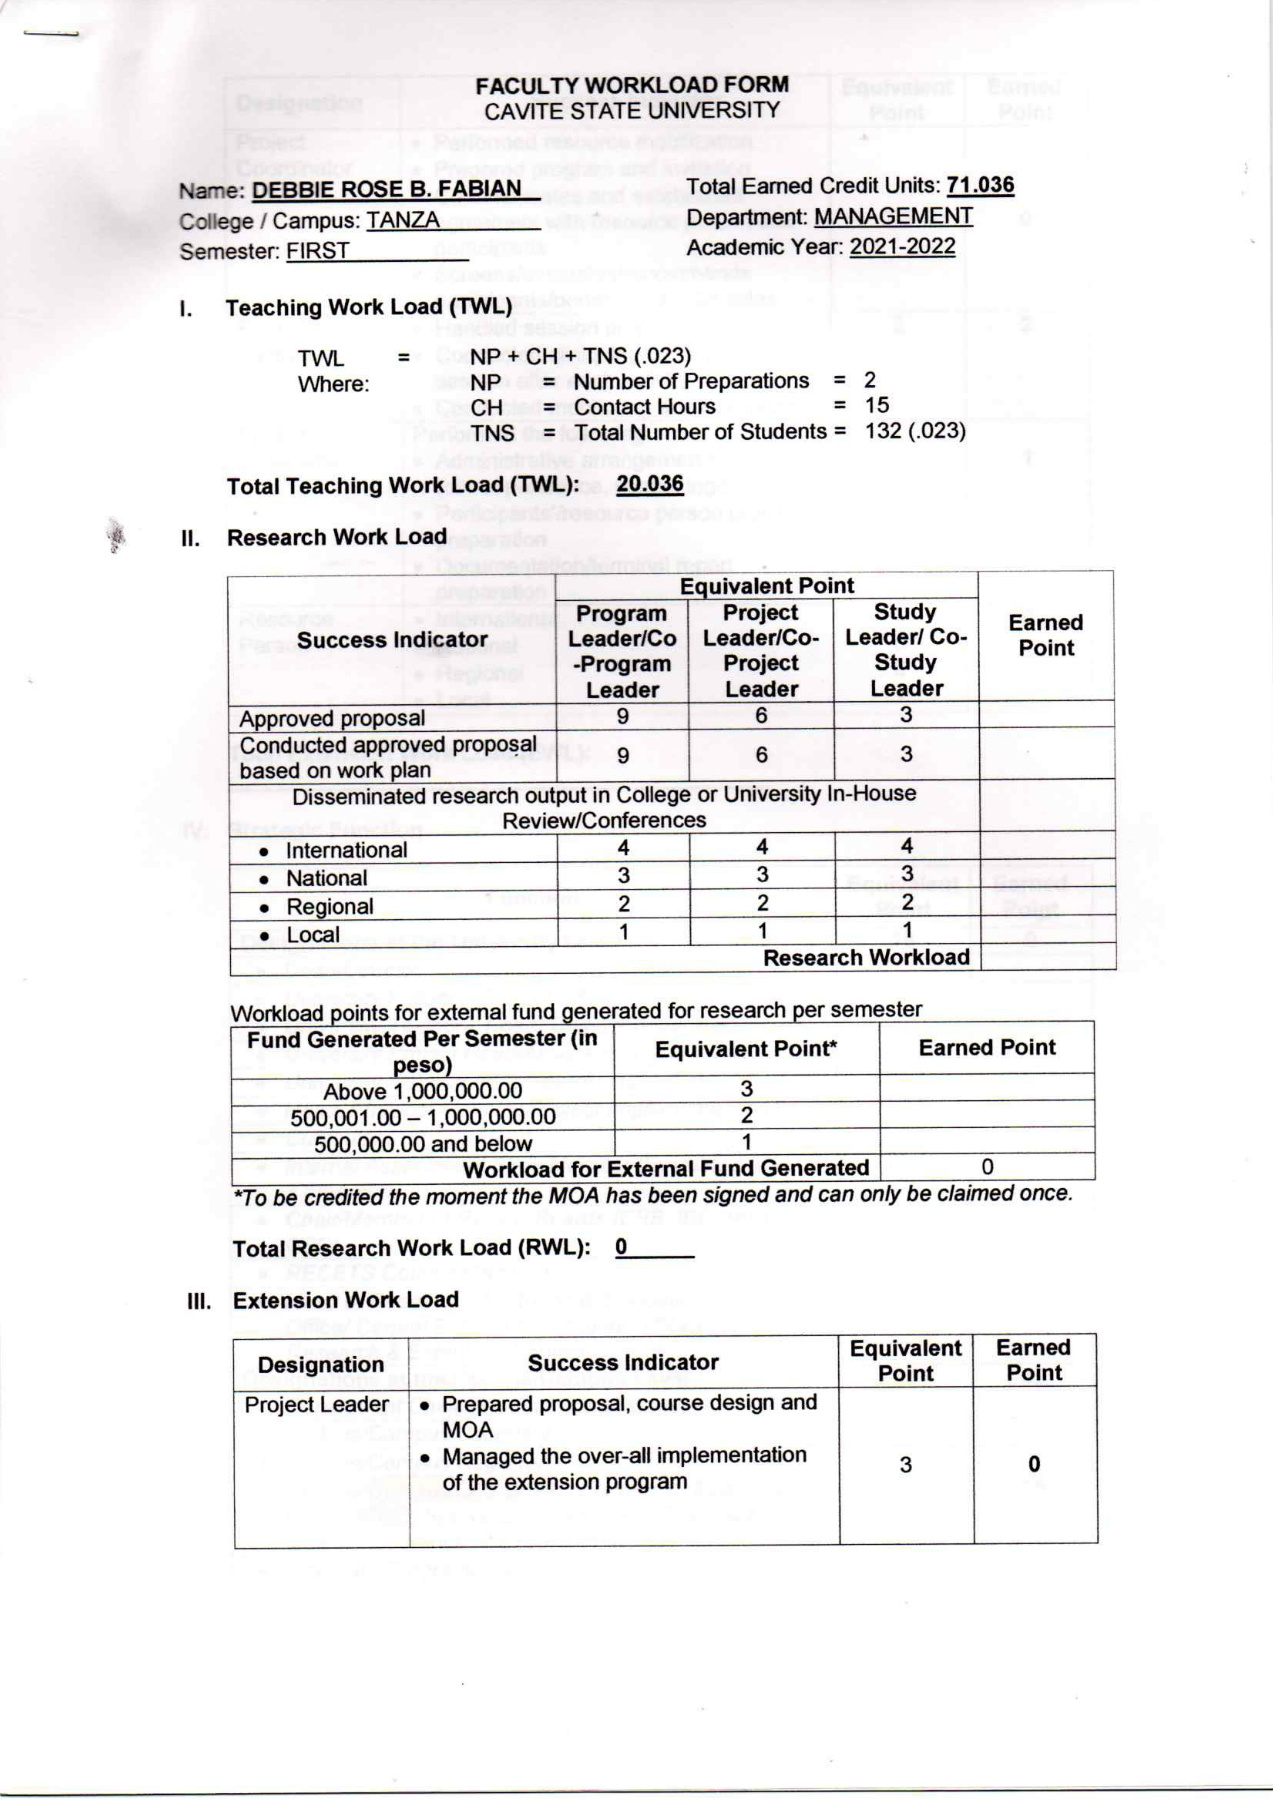 FACULTY WORKLOAD FORM
CAVITE STATE UNIVERSITY
Name: DEBBIE ROSE B. FABIAN
Total Earned Credit Units: 71.036
College / Campus: TANZA
Department: MANAGEMENT
Semester: FIRST
Academic Year: 2021-2022
I. Teaching Work Load (TWL)
TWL = NP + CH + TNS (.023)
Where: NP = Number of Preparations = 2
CH = Contact Hours = 15
TNS = Total Number of Students = 132 (.023)
Total Teaching Work Load (TWL): 20.036
II. Research Work Load
Success Indicator
Equivalent Point
Earned Point
Program Leader/Co-Program Leader
Project Leader/Co-Project Leader
Study Leader/ Co-Study Leader
Approved proposal 9 6 3
Conducted approved proposal based on work plan 9 6 3
Disseminated research output in College or University In-House
Review/Conferences
• International 4 4 4
• National 3 3 3
• Regional 2 2 2
• Local 1 1 1
Research Workload
Workload points for external fund generated for research per semester
Fund Generated Per Semester (in peso) Equivalent Point* Earned Point
Above 1,000,000.00 3
500,001.00 – 1,000,000.00 2
500,000.00 and below 1
Workload for External Fund Generated 0
*To be credited the moment the MOA has been signed and can only be claimed once.
Total Research Work Load (RWL): 0
III. Extension Work Load
Designation Success Indicator Equivalent Point Earned Point
Project Leader
• Prepared proposal, course design and
MOA
• Managed the over-all implementation
of the extension program
3 0